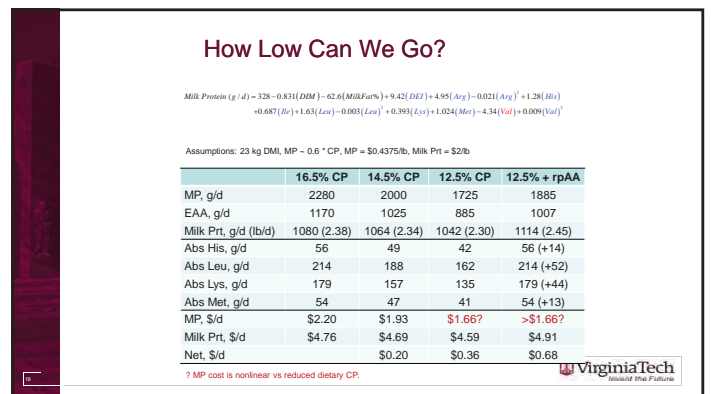 How Low Can We Go?
Milk Protein (g / d) = 328 − 0.831(DIM) − 62.6(MilkFat%) + 9.42(DEI) + 4.95(Arg) − 0.021(Arg)² + 1.28(His)
+0.687(Ile) + 1.63(Leu) − 0.003(Leu)² + 0.393(Lys) + 1.024(Met) − 4.34(Val) + 0.009(Val)²
Assumptions: 23 kg DMI, MP ~ 0.6 * CP, MP = $0.4375/lb, Milk Prt = $2/lb
16.5% CP 14.5% CP 12.5% CP 12.5% + rpAA
MP, g/d 2280 2000 1725 1885
EAA, g/d 1170 1025 885 1007
Milk Prt, g/d (lb/d) 1080 (2.38) 1064 (2.34) 1042 (2.30) 1114 (2.45)
Abs His, g/d 56 49 42 56 (+14)
Abs Leu, g/d 214 188 162 214 (+52)
Abs Lys, g/d 179 157 135 179 (+44)
Abs Met, g/d 54 47 41 54 (+13)
MP, $/d $2.20 $1.93 $1.66? >$1.66?
Milk Prt, $/d $4.76 $4.69 $4.59 $4.91
Net, $/d $0.20 $0.36 $0.68
? MP cost is nonlinear vs reduced dietary CP.
VirginiaTech
Invent the Future
18